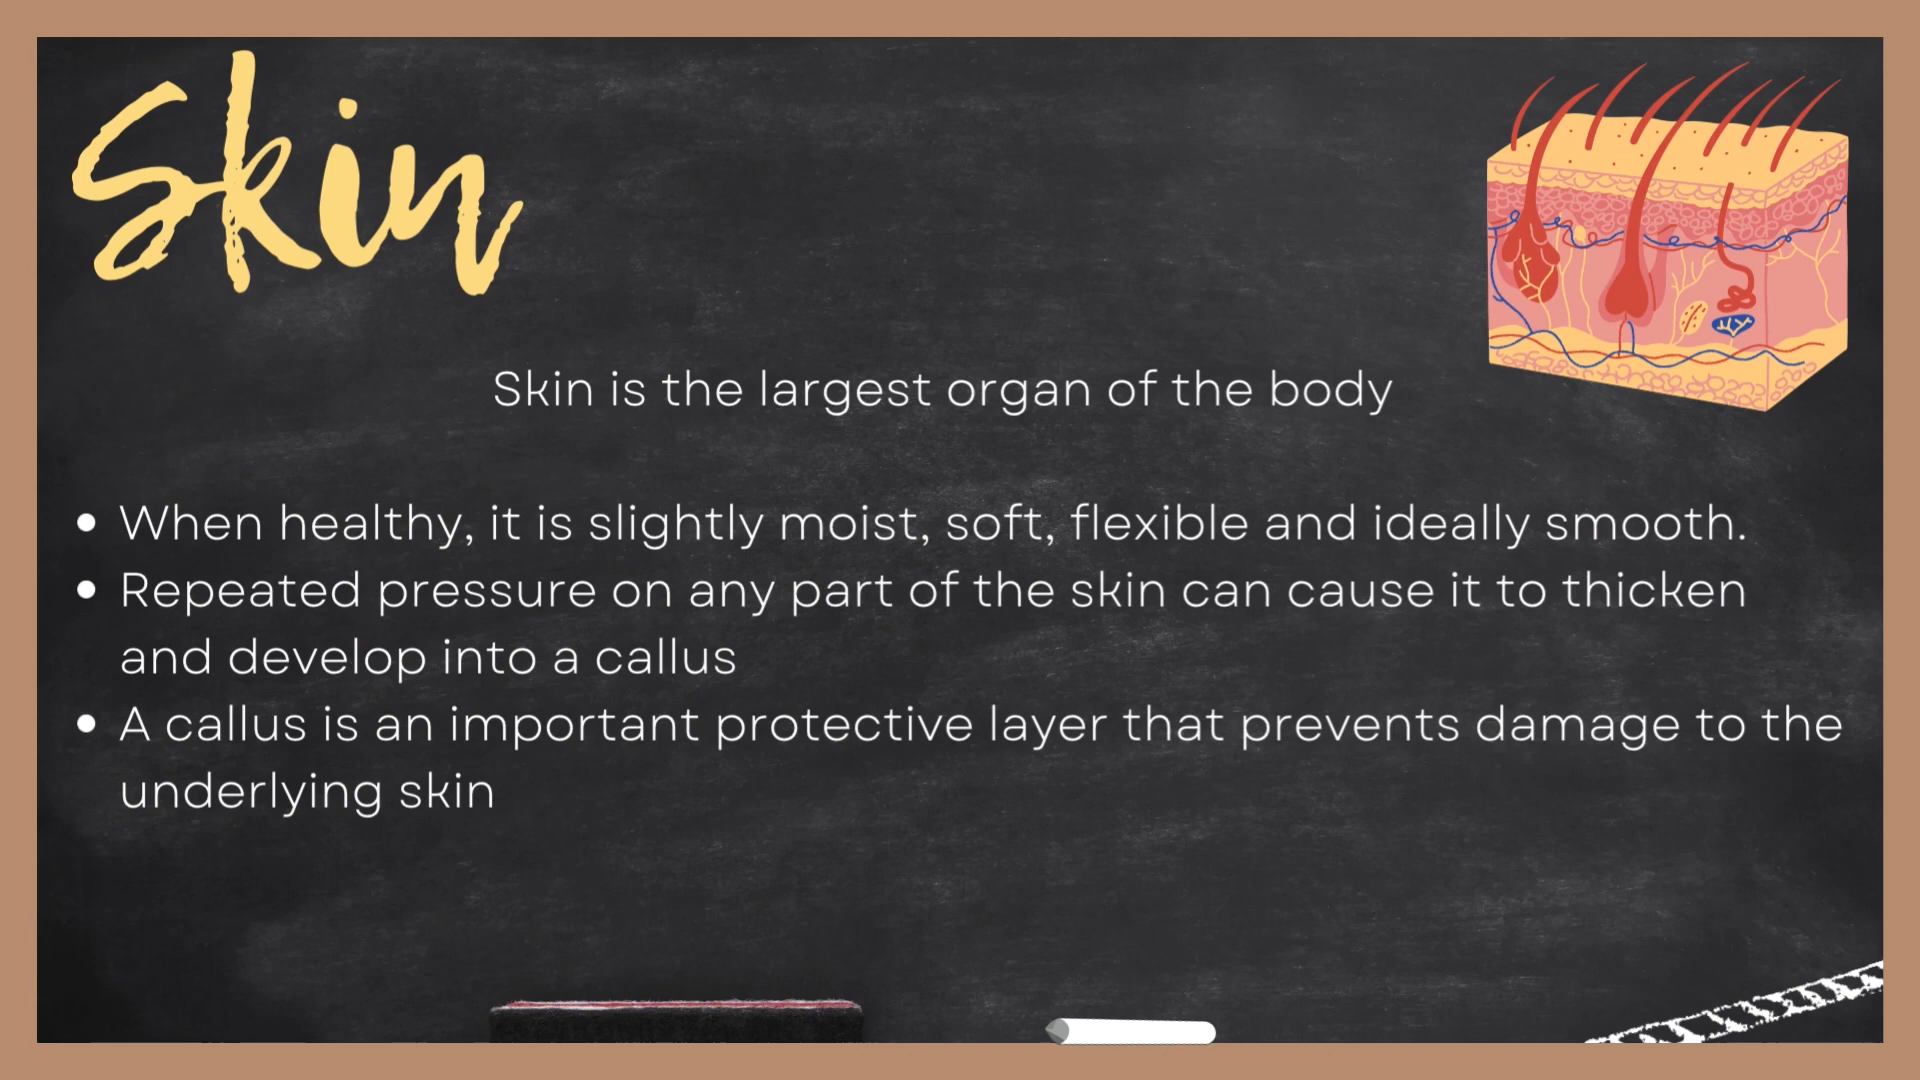 Skin
Skin is the largest organ of the body
• When healthy, it is slightly moist, soft, flexible and ideally smooth.
• Repeated pressure on any part of the skin can cause it to thicken
and develop into a callus
• A callus is an important protective layer that prevents damage to the
underlying skin